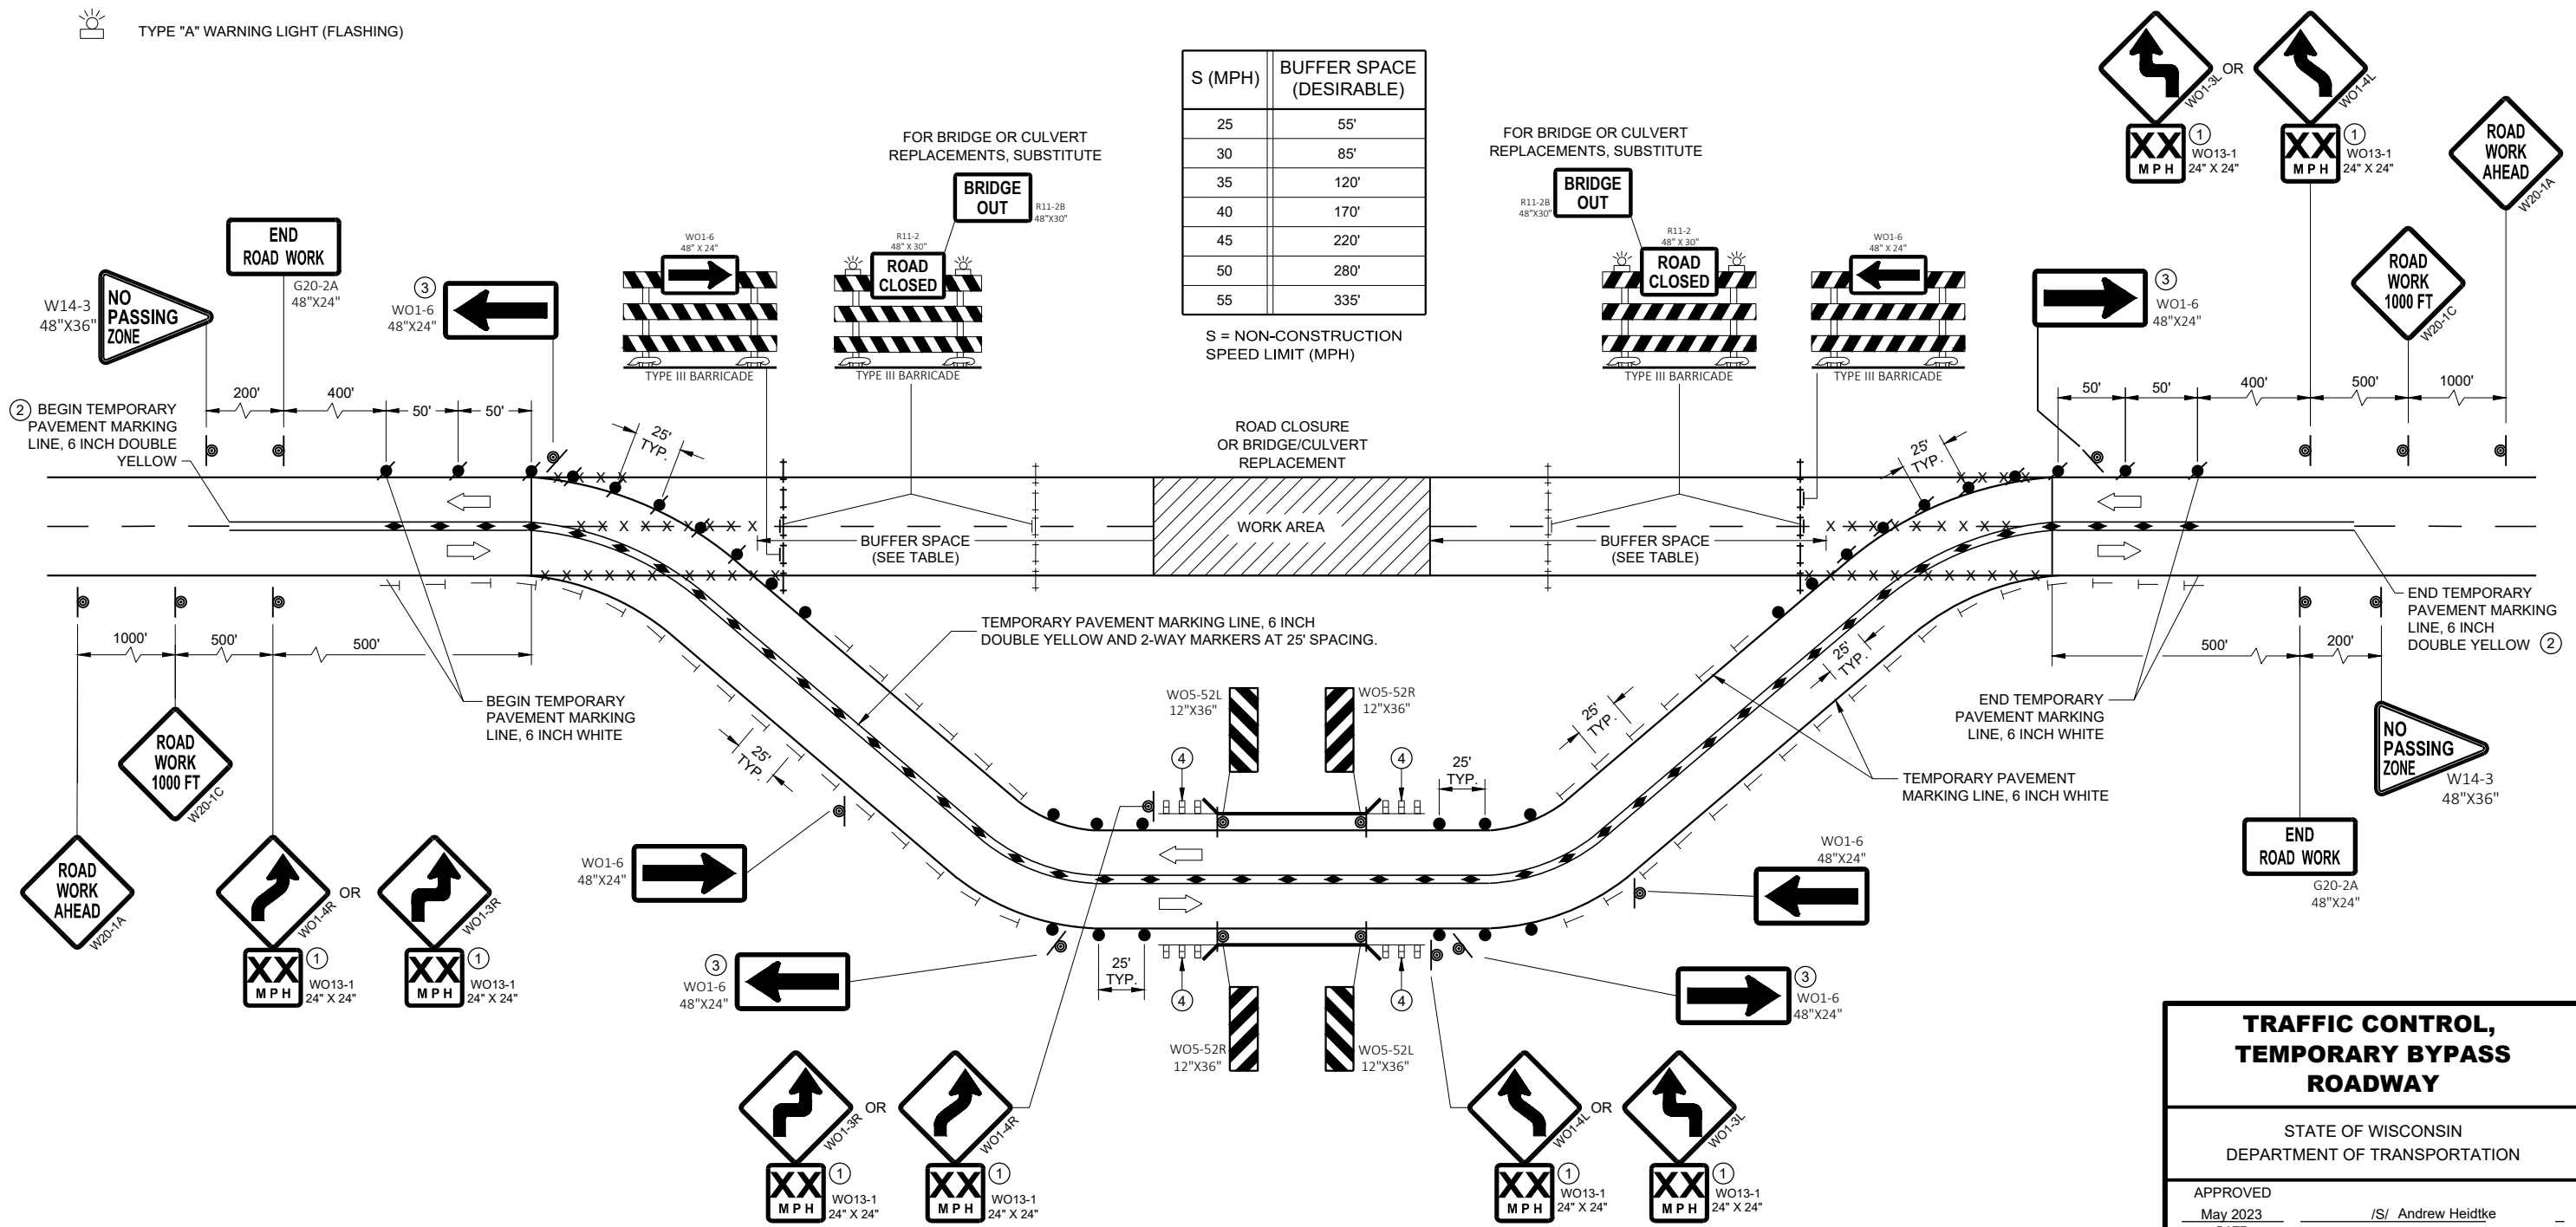 TYPE "A" WARNING LIGHT (FLASHING)
S (MPH)
BUFFER SPACE
(DESIRABLE)
25
55'
30
85'
35
120'
40
170'
45
220'
50
280'
55
335'
S = NON-CONSTRUCTION
SPEED LIMIT (MPH)
FOR BRIDGE OR CULVERT
REPLACEMENTS, SUBSTITUTE
BRIDGE
OUT
R11-2B
48"X30"
WO1-6
48" X 24"
TYPE III BARRICADE
R11-2
48" X 30"
ROAD
CLOSED
TYPE III BARRICADE
FOR BRIDGE OR CULVERT
REPLACEMENTS, SUBSTITUTE
R11-2B
48"X30"
BRIDGE
OUT
R11-2
48" X 30"
ROAD
CLOSED
TYPE III BARRICADE
WO1-6
48" X 24"
TYPE III BARRICADE
WO1-3L
OR
WO1-4L
XX
MPH
1
WO13-1
24" X 24"
XX
MPH
1
WO13-1
24" X 24"
ROAD
WORK
AHEAD
W20-1A
ROAD
WORK
1000 FT
W20-1C
3
WO1-6
48"X24"
50'
50'
400'
500'
1000'
W14-3
48"X36"
NO
PASSING
ZONE
END
ROAD WORK
G20-2A
48"X24"
3
WO1-6
48"X24"
200'
400'
50'
50'
2 BEGIN TEMPORARY
PAVEMENT MARKING
LINE, 6 INCH DOUBLE
YELLOW
25'
TYP.
ROAD CLOSURE
OR BRIDGE/CULVERT
REPLACEMENT
25'
TYP.
BUFFER SPACE
(SEE TABLE)
WORK AREA
BUFFER SPACE
(SEE TABLE)
1000'
500'
500'
TEMPORARY PAVEMENT MARKING LINE, 6 INCH
DOUBLE YELLOW AND 2-WAY MARKERS AT 25' SPACING.
25'
TYP.
500'
200'
END TEMPORARY
PAVEMENT MARKING
LINE, 6 INCH
DOUBLE YELLOW 2
BEGIN TEMPORARY
PAVEMENT MARKING
LINE, 6 INCH WHITE
25'
TYP.
WO5-52L
12"X36"
WO5-52R
12"X36"
4
4
25'
TYP.
25'
TYP.
END TEMPORARY
PAVEMENT MARKING
LINE, 6 INCH WHITE
TEMPORARY PAVEMENT
MARKING LINE, 6 INCH WHITE
NO
PASSING
ZONE
W14-3
48"X36"
END
ROAD WORK
G20-2A
48"X24"
ROAD
WORK
1000 FT
W20-1C
ROAD
WORK
AHEAD
W20-1A
WO1-4R
OR
WO1-3R
XX
MPH
1
WO13-1
24" X 24"
XX
MPH
1
WO13-1
24" X 24"
WO1-6
48"X24"
WO1-6
48"X24"
3
WO1-6
48"X24"
25'
TYP.
4
4
WO5-52R
12"X36"
WO5-52L
12"X36"
3
WO1-6
48"X24"
WO1-3R
OR
WO1-4R
XX
MPH
1
WO13-1
24" X 24"
XX
MPH
1
WO13-1
24" X 24"
WO1-4L
OR
WO1-3L
XX
MPH
1
WO13-1
24" X 24"
XX
MPH
1
WO13-1
24" X 24"
TRAFFIC CONTROL,
TEMPORARY BYPASS
ROADWAY
STATE OF WISCONSIN
DEPARTMENT OF TRANSPORTATION
APPROVED
May 2023
/S/ Andrew Heidtke